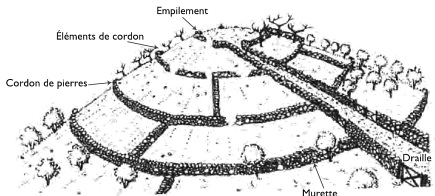 Empilement
Éléments de cordon
Cordon de pierres
Draille
Murette